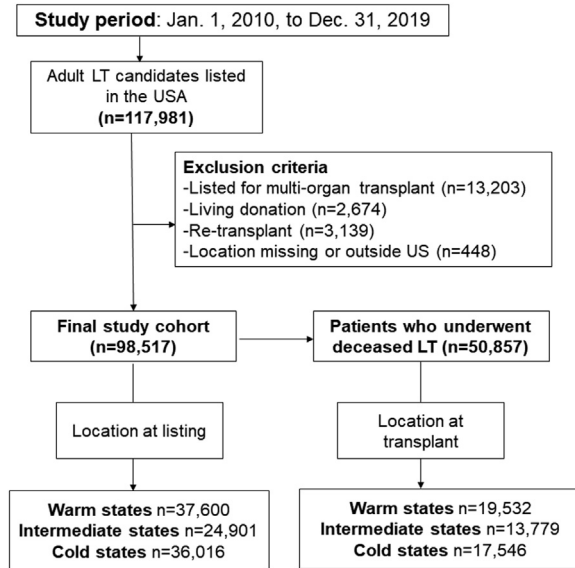 Study period: Jan. 1, 2010, to Dec. 31, 2019
Adult LT candidates listed
in the USA
(n=117,981)
Exclusion criteria
-Listed for multi-organ transplant (n=13,203)
-Living donation (n=2,674)
-Re-transplant (n=3,139)
-Location missing or outside US (n=448)
Final study cohort
(n=98,517)
Patients who underwent
deceased LT (n=50,857)
Location at listing
Location at
transplant
Warm states n=37,600
Intermediate states n=24,901
Cold states n=36,016
Warm states n=19,532
Intermediate states n=13,779
Cold states n=17,546